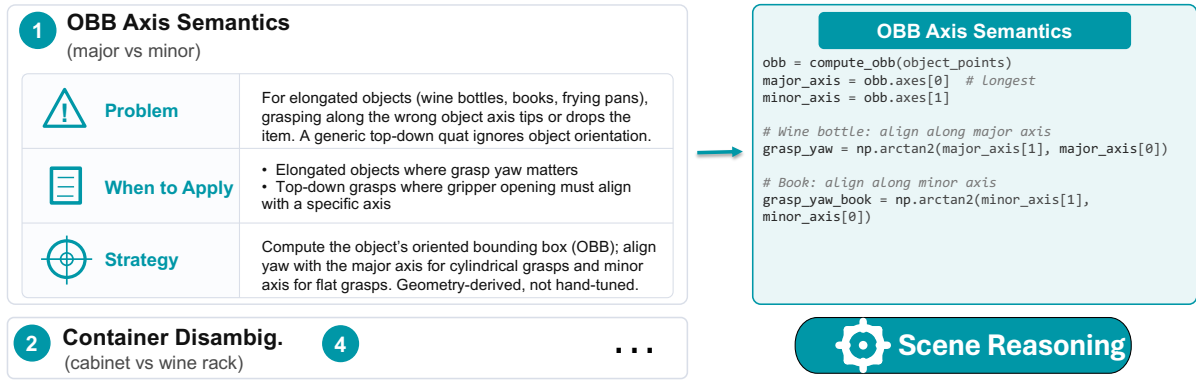 1 OBB Axis Semantics
(major vs minor)
Problem
For elongated objects (wine bottles, books, frying pans),
grasping along the wrong object axis tips or drops the
item. A generic top-down quat ignores object orientation.
When to Apply
• Elongated objects where grasp yaw matters
• Top-down grasps where gripper opening must align
with a specific axis
Strategy
Compute the object's oriented bounding box (OBB); align
yaw with the major axis for cylindrical grasps and minor
axis for flat grasps. Geometry-derived, not hand-tuned.
2 Container Disambig.
(cabinet vs wine rack)
4
...
OBB Axis Semantics
obb = compute_obb(object_points)
major_axis = obb.axes[0]  # longest
minor_axis = obb.axes[1]
# Wine bottle: align along major axis
grasp_yaw = np.arctan2(major_axis[1], major_axis[0])
# Book: align along minor axis
grasp_yaw_book = np.arctan2(minor_axis[1],
minor_axis[0])
Scene Reasoning